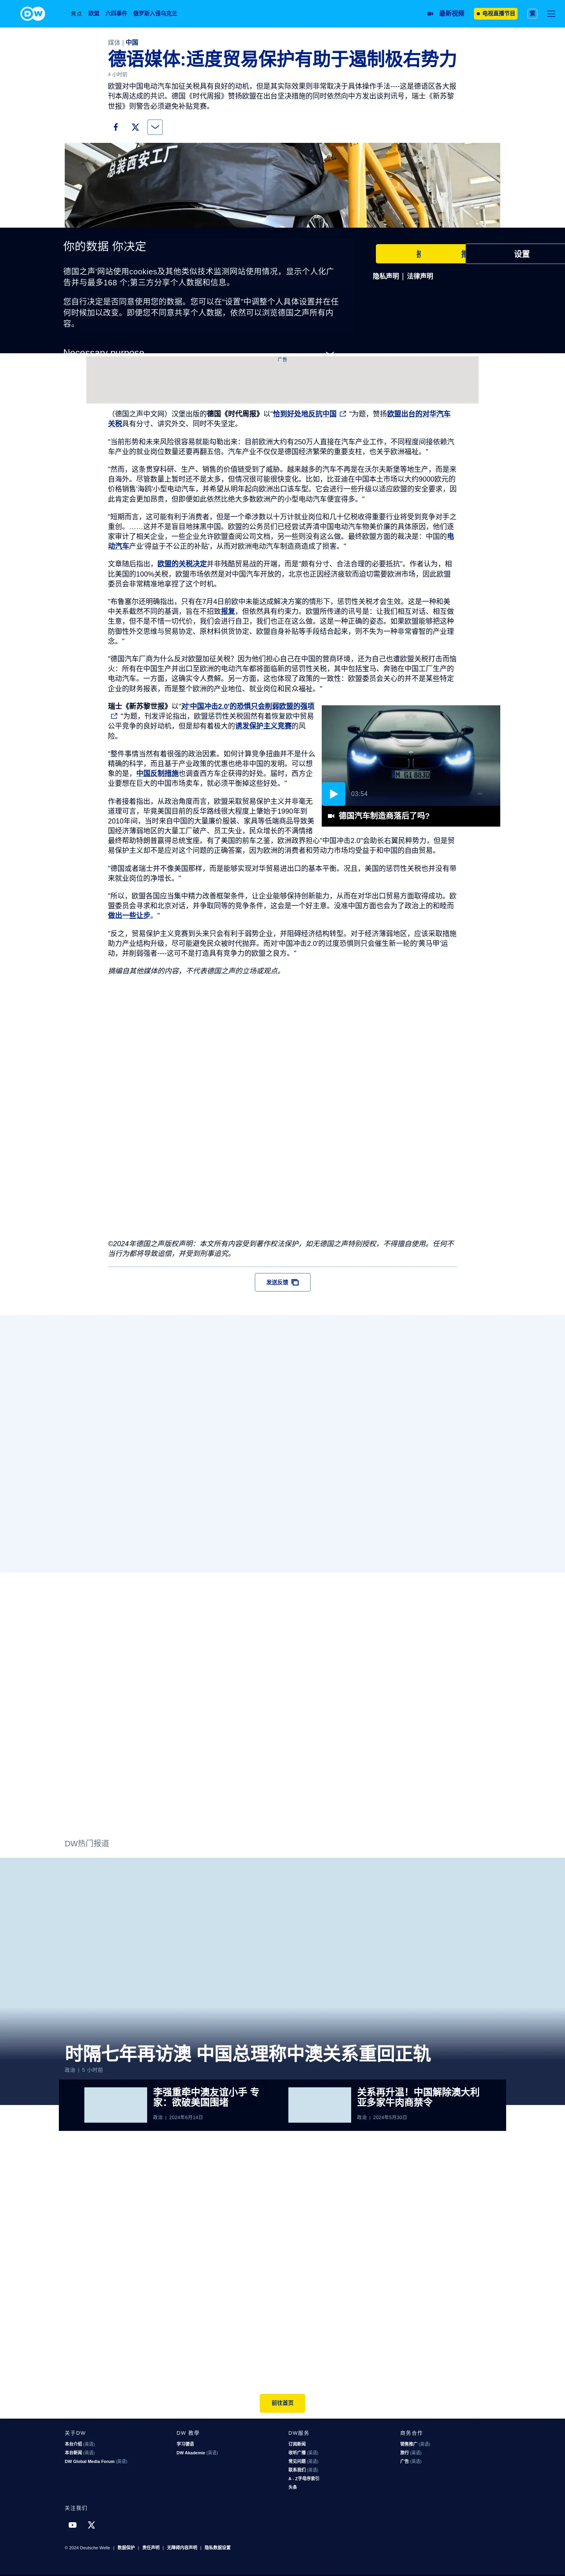 DW
焦点 欧盟 六四事件 俄罗斯入侵乌克兰
最新视频
电视直播节目
繁
媒体 | 中国
德语媒体:适度贸易保护有助于遏制极右势力
4 小时前
欧盟对中国电动汽车加征关税具有良好的动机，但是其实际效果则非常取决于具体操作手法----这是德语区各大报
刊本周达成的共识。德国《时代周报》赞扬欧盟在出台坚决措施的同时依然向中方发出谈判讯号，瑞士《新苏黎
世报》则警告必须避免补贴竞赛。
总装西安工厂
你的数据 你决定
德国之声‘网站使用cookies及其他类似技术监测网站使用情况，显示个人化广
告并与最多168 个;第三方分享个人数据和信息。
您自行决定是否同意使用您的数据。您可以在“设置”中调整个人具体设置并在任
何时候加以改变。即便您不同意共享个人数据，依然可以浏览德国之声所有内
容。
Necessary purpose
设置
隐私声明 | 法律声明
广告
（德国之声中文网）汉堡出版的德国《时代周报》以"恰到好处地反抗中国 "为题，赞扬欧盟出台的对华汽车
关税具有分寸、讲究外交、同时不失坚定。
"当前形势和未来风险很容易就能勾勒出来：目前欧洲大约有250万人直接在汽车产业工作，不同程度间接依赖汽
车产业的就业岗位数量还要再翻五倍。汽车产业不仅仅是德国经济繁荣的重要支柱，也关乎欧洲福祉。"
"然而，这条贯穿科研、生产、销售的价值链受到了威胁。越来越多的汽车不再是在沃尔夫斯堡等地生产，而是来
自海外。尽管数量上暂时还不是太多，但情况很可能很快变化。比如，比亚迪在中国本土市场以大约9000欧元的
价格销售‘海鸥’小型电动汽车，并希望从明年起向欧洲出口该车型。它会进行一些升级以适应欧盟的安全要求，因
此肯定会更加昂贵，但即便如此依然比绝大多数欧洲产的小型电动汽车便宜得多。"
"短期而言，这可能有利于消费者，但是一个牵涉数以十万计就业岗位和几十亿税收得重要行业将受到竞争对手之
重创。……这并不是盲目地抹黑中国。欧盟的公务员们已经尝试弄清中国电动汽车物美价廉的具体原因，他们逐
家审计了相关企业，一些企业允许欧盟查阅公司文档，另一些则没有这么做。最终欧盟方面的裁决是：中国的电
动汽车产业‘得益于不公正的补贴’，从而对欧洲电动汽车制造商造成了损害。"
文章随后指出，欧盟的关税决定并非残酷贸易战的开端，而是"颇有分寸、合法合理的必要抵抗"。作者认为，相
比美国的100%关税，欧盟市场依然是对中国汽车开放的，北京也正因经济疲软而迫切需要欧洲市场，因此欧盟
委员会非常精准地拿捏了这个时机。
"布鲁塞尔还明确指出，只有在7月4日前欧中未能达成解决方案的情形下，惩罚性关税才会生效。这是一种和美
中关系截然不同的基调，旨在不招致报复，但依然具有约束力。欧盟所传递的讯号是：让我们相互对话、相互做
生意，但不是不惜一切代价，我们会进行自卫，我们也正在这么做。这是一种正确的姿态。如果欧盟能够把这种
防御性外交思维与贸易协定、原材料供货协定、欧盟自身补贴等手段结合起来，则不失为一种非常睿智的产业理
念。"
"德国汽车厂商为什么反对欧盟加征关税？因为他们担心自己在中国的营商环境，还为自己也遭欧盟关税打击而恼
火：所有在中国生产并出口至欧洲的电动汽车都将面临新的惩罚性关税，其中包括宝马、奔驰在中国工厂生产的
电动汽车。一方面，这确实令人费解。另一方面，这也体现了政策的一致性：欧盟委员会关心的并不是某些特定
企业的财务报表，而是整个欧洲的产业地位、就业岗位和民众福祉。"
瑞士《新苏黎世报》以"对‘中国冲击2.0’的恐惧只会削弱欧盟的强项
"为题，刊发评论指出，欧盟惩罚性关税固然有着恢复欧中贸易
公平竞争的良好动机，但是却有着极大的诱发保护主义竞赛的风
险。
"整件事情当然有着很强的政治因素。如何计算竞争扭曲并不是什么
精确的科学，而且基于产业政策的优惠也绝非中国的发明。可以想
象的是，中国反制措施也调查西方车企获得的好处。届时，西方企
业要想在巨大的中国市场卖车，就必须平衡掉这些好处。"
作者接着指出，从政治角度而言，欧盟采取贸易保护主义并非毫无
道理可言。特朗普能够赢得总统大选很大程度上肇始于1990年到
2010年间，当时来自中国的大量廉价服装、家具等低端商品导致美
国经济薄弱地区的大量工厂破产、员工失业，民众增长的不满情绪
最终帮助特朗普赢得总统宝座。有了美国的前车之鉴，欧洲政界担心"中国冲击2.0"会助长右翼民粹势力，但是贸
易保护主义却不是应对这个问题的正确答案，因为欧洲的消费者和劳动力市场均受益于和中国的自由贸易。
03:54
德国汽车制造商落后了吗?
"德国或者瑞士并不像美国那样，而是能够实现对华贸易进出口的基本平衡。况且，美国的惩罚性关税也并没有带
来就业岗位的净增长。"
"所以，欧盟各国应当集中精力改善框架条件，让企业能够保持创新能力，从而在对华出口贸易方面取得成功。欧
盟委员会寻求和北京对话，并争取同等的竞争条件，这会是一个好主意。没准中国方面也会为了政治上的和睦而
做出一些让步。"
"反之，贸易保护主义竞赛到头来只会有利于弱势企业，并阻碍经济结构转型。对于经济薄弱地区，应该采取措施
助力产业结构升级，尽可能避免民众被时代抛弃。而对‘中国冲击2.0’的过度恐惧则只会催生新一轮的‘黄马甲’运
动，并削弱强者----这可不是打造具有竞争力的欧盟之良方。"
摘编自其他媒体的内容，不代表德国之声的立场或观点。
©2024年德国之声版权声明：本文所有内容受到著作权法保护，如无德国之声特别授权，不得擅自使用。任何不
当行为都将导致追偿，并受到刑事追究。
发送反馈
DW热门报道
时隔七年再访澳 中国总理称中澳关系重回正轨
政治 | 5 小时前
李强重牵中澳友谊小手 专
家：欲破美国围堵
政治 | 2024年6月14日
关系再升温！中国解除澳大利
亚多家牛肉商禁令
政治 | 2024年5月30日
前往首页
关于DW
本台介绍 (英语)
本台新闻 (英语)
DW Global Media Forum (英语)
DW 教学
学习德语
DW Akademie (英语)
DW服务
订阅新闻
收听广播 (英语)
常见问题 (英语)
联系我们 (英语)
A - Z字母序索引
头条
商务合作
销售推广 (英语)
旅行 (英语)
广告 (英语)
关注我们
© 2024 Deutsche Welle | 数据保护 | 责任声明 | 无障碍内容声明 | 隐私数据设置